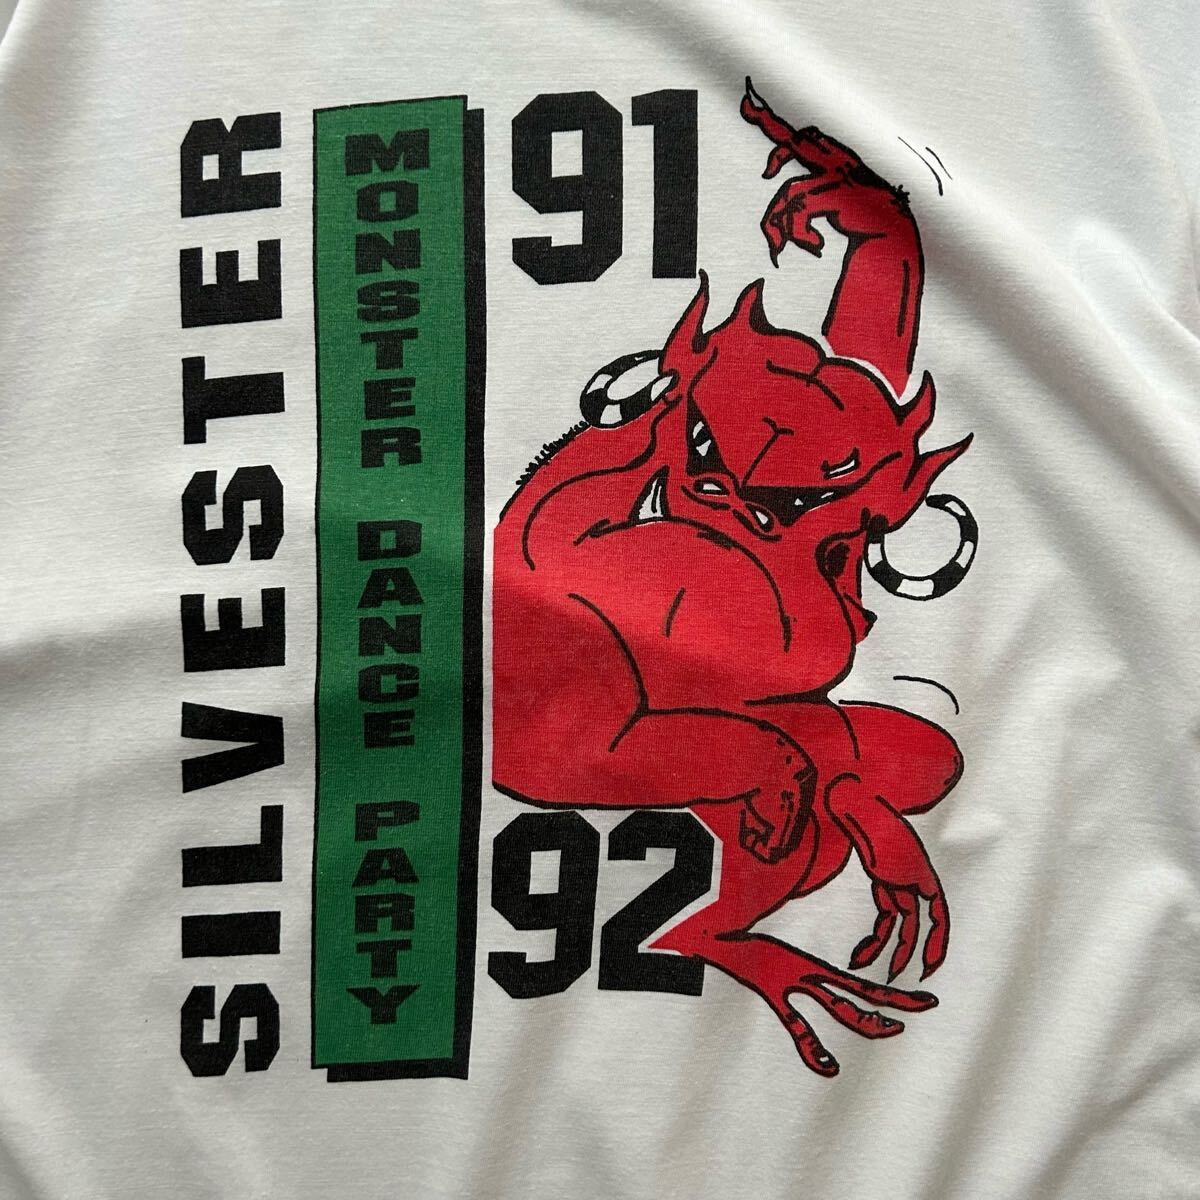 SILVESTER
MONSTER DANCE PARTY
91
92